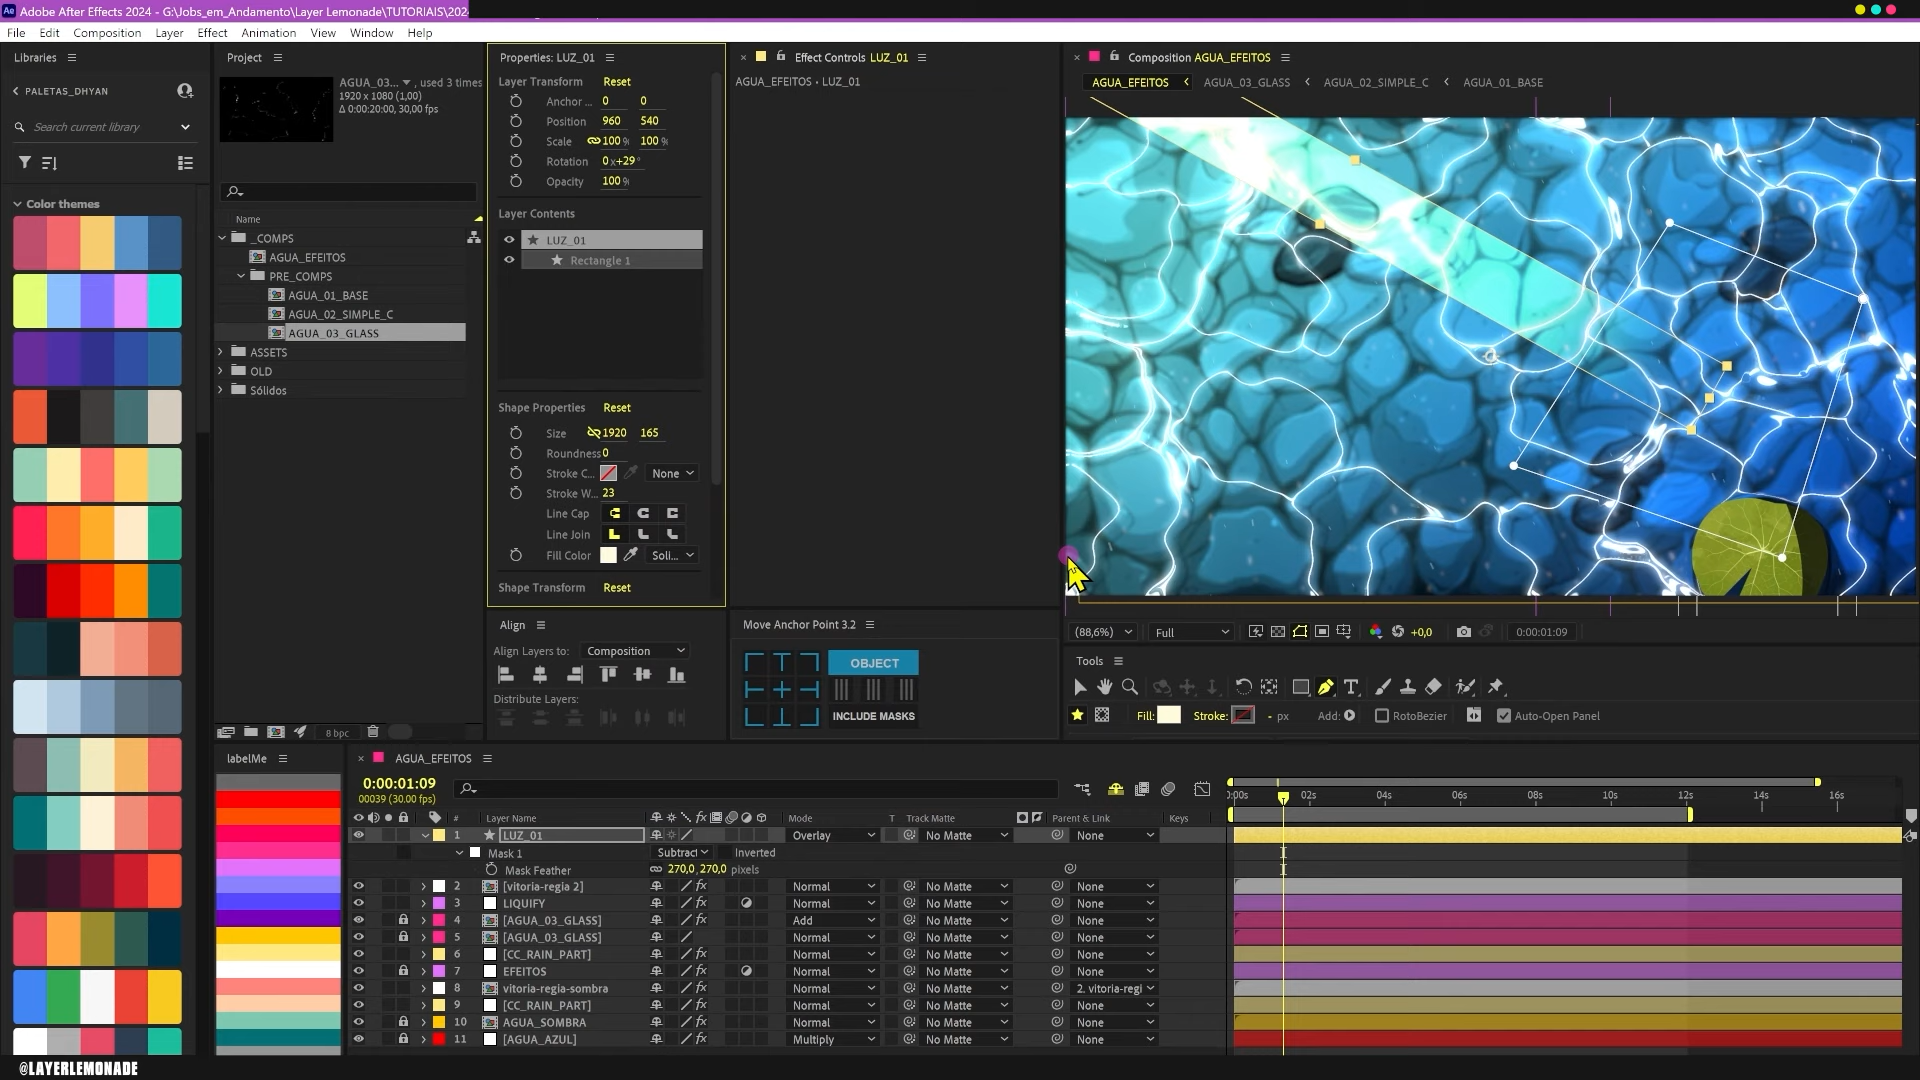 Adobe After Effects 2024 - G:\Jobs_em_Andamento\Layer Lemonade\TUTORIAIS\2024
File Edit Composition Layer Effect Animation View Window Help
Libraries
PALETAS_DHYAN
Search current library
Color themes
Project
AGUA_03... , used 3 times
1920 x 1080 (1,00)
Δ 0:00:20:00, 30,00 fps
Name
_COMPS
AGUA_EFEITOS
PRE_COMPS
AGUA_01_BASE
AGUA_02_SIMPLE_C
AGUA_03_GLASS
ASSETS
OLD
Sólidos
8 bpc
Properties: LUZ_01
Layer Transform Reset
Anchor ... 0 0
Position 960 540
Scale 100 % 100 %
Rotation 0x+29°
Opacity 100 %
Layer Contents
LUZ_01
Rectangle 1
Shape Properties Reset
Size 1920 165
Roundness 0
Stroke C... None
Stroke W... 23
Line Cap
Line Join
Fill Color Soli...
Shape Transform Reset
Align
Align Layers to: Composition
Distribute Layers:
Effect Controls LUZ_01
AGUA_EFEITOS • LUZ_01
Move Anchor Point 3.2
OBJECT
INCLUDE MASKS
Composition AGUA_EFEITOS
AGUA_EFEITOS AGUA_03_GLASS AGUA_02_SIMPLE_C AGUA_01_BASE
(88,6%) Full +0,0 0:00:01:09
Tools
Fill: Stroke: - px Add: RotoBezier Auto-Open Panel
labelMe
AGUA_EFEITOS
0:00:01:09
00039 (30.00 fps)
:00s 02s 04s 06s 08s 10s 12s 14s 16s
# Layer Name Mode T Track Matte Parent & Link Keys
1 LUZ_01 Overlay No Matte None
Mask 1 Subtract Inverted
Mask Feather 270,0,270,0 pixels
2 [vitoria-regia 2] Normal No Matte None
3 LIQUIFY Normal No Matte None
4 [AGUA_03_GLASS] Add No Matte None
5 [AGUA_03_GLASS] Normal No Matte None
6 [CC_RAIN_PART] Normal No Matte None
7 EFEITOS Normal No Matte None
8 vitoria-regia-sombra Normal No Matte 2. vitoria-regi
9 [CC_RAIN_PART] Normal No Matte None
10 AGUA_SOMBRA Normal No Matte None
11 [AGUA_AZUL] Multiply No Matte None
@LAYERLEMONADE